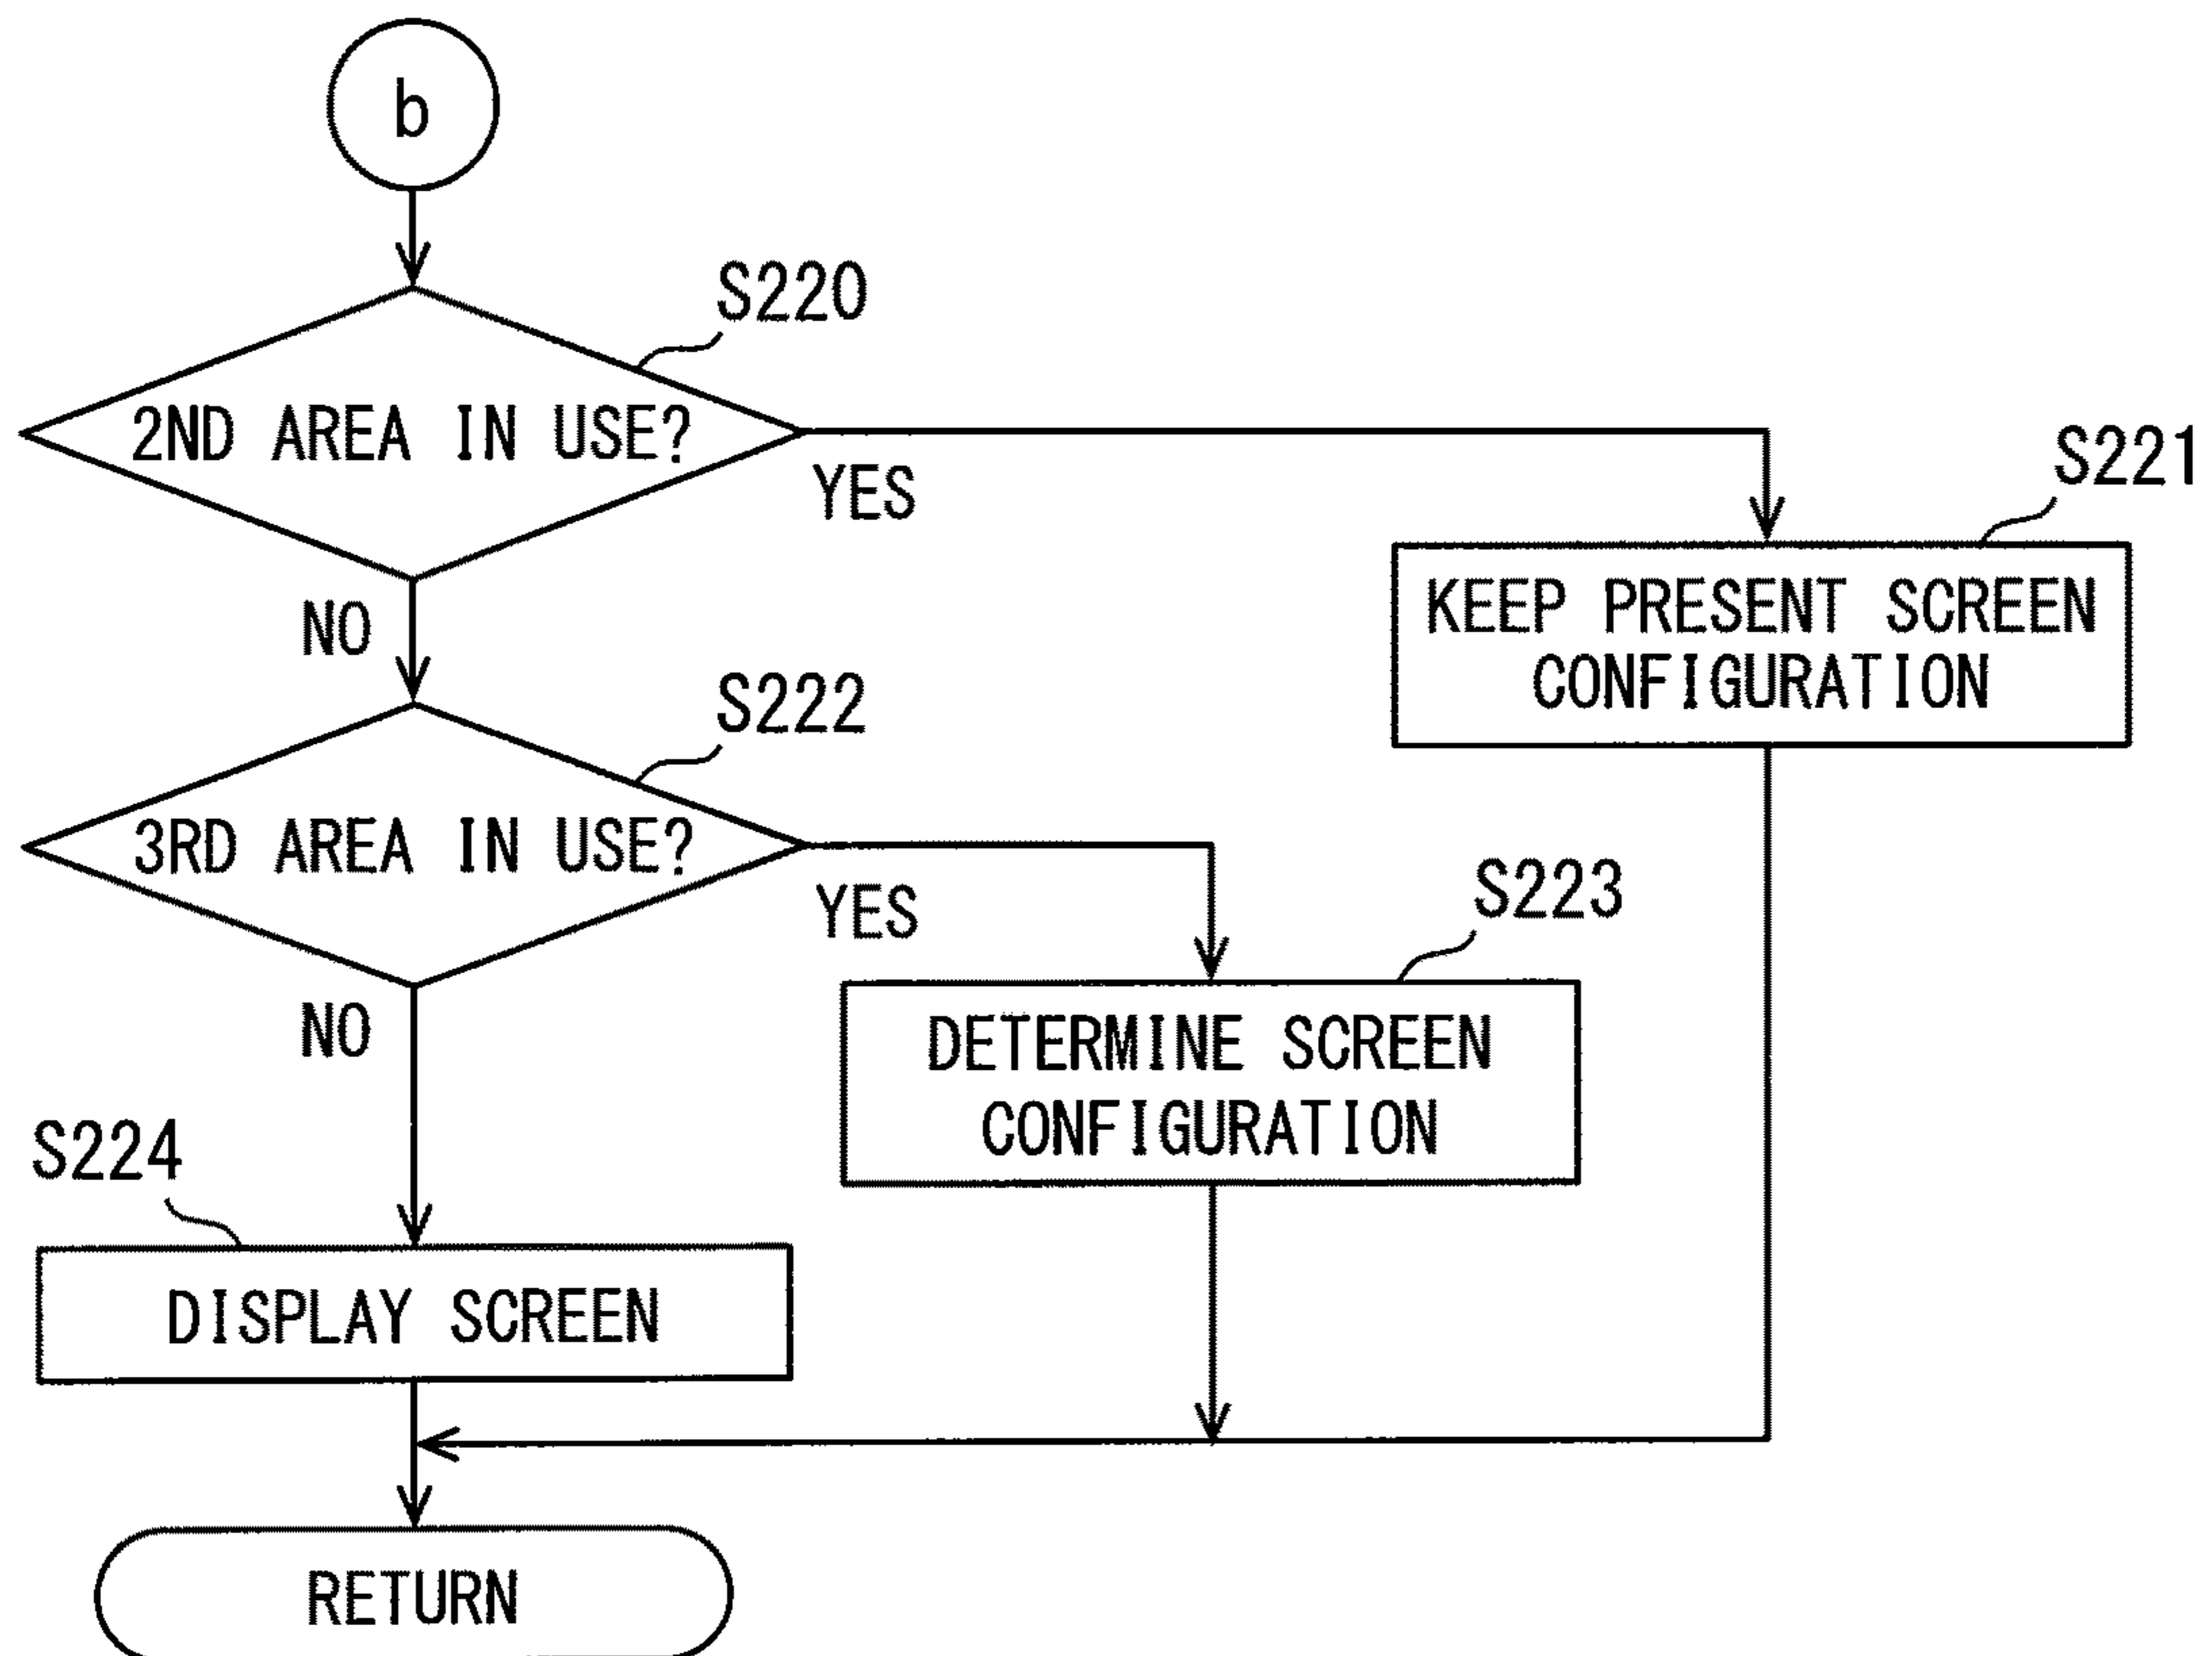 b
S220
2ND AREA IN USE?
YES
S221
KEEP PRESENT SCREEN
CONFIGURATION
NO
S222
3RD AREA IN USE?
YES
S223
DETERMINE SCREEN
CONFIGURATION
NO
S224
DISPLAY SCREEN
RETURN